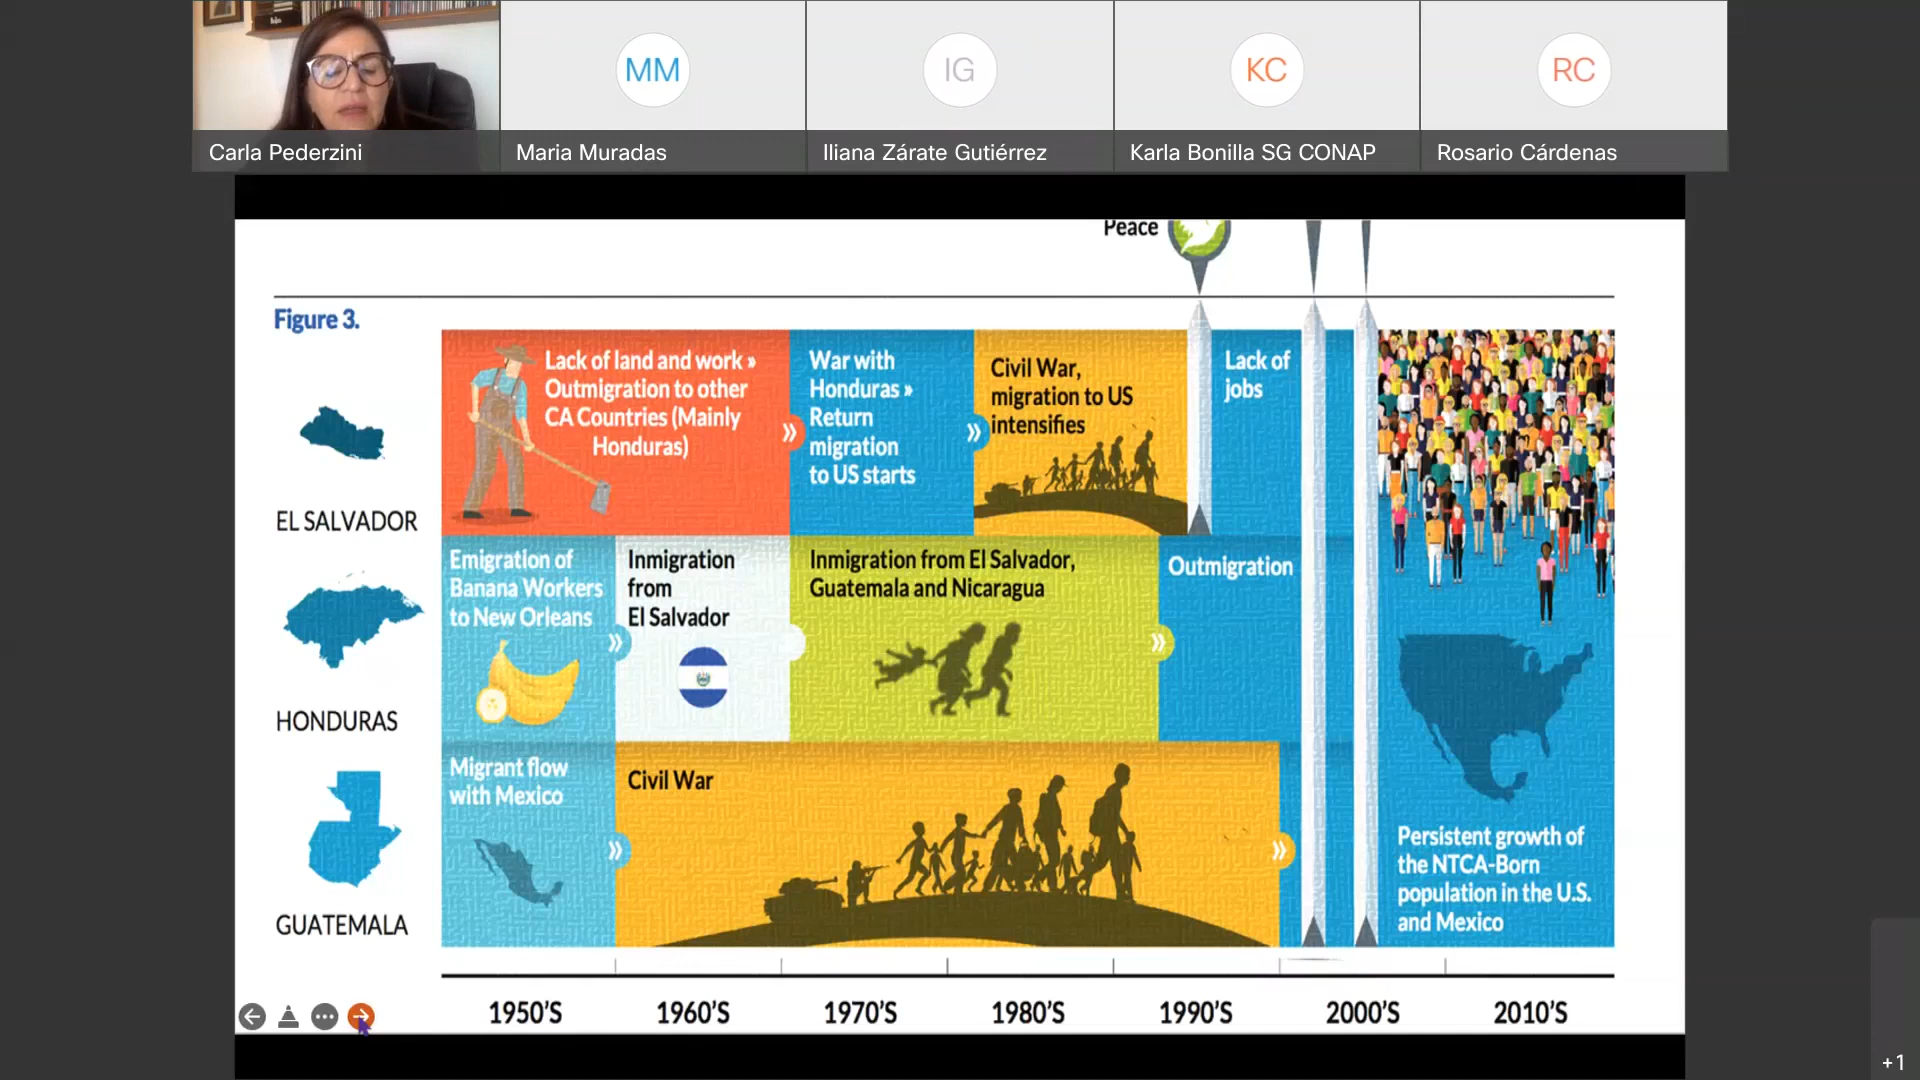 MM
IG
KC
RC
Carla Pederzini
Maria Muradas
Iliana Zárate Gutiérrez
Karla Bonilla SG CONAP
Rosario Cárdenas
Peace
Figure 3.
Lack of land and work »
Outmigration to other
CA Countries (Mainly
Honduras)
»
War with
Honduras »
Return
migration
to US starts
»
Civil War,
migration to US
intensifies
Lack of
jobs
EL SALVADOR
Emigration of
Banana Workers
to New Orleans
»
Inmigration
from
El Salvador
Inmigration from El Salvador,
Guatemala and Nicaragua
»
Outmigration
HONDURAS
Migrant flow
with Mexico
»
Civil War
»
Persistent growth of
the NTCA-Born
population in the U.S.
and Mexico
GUATEMALA
1950'S
1960'S
1970'S
1980'S
1990'S
2000'S
2010'S
+1